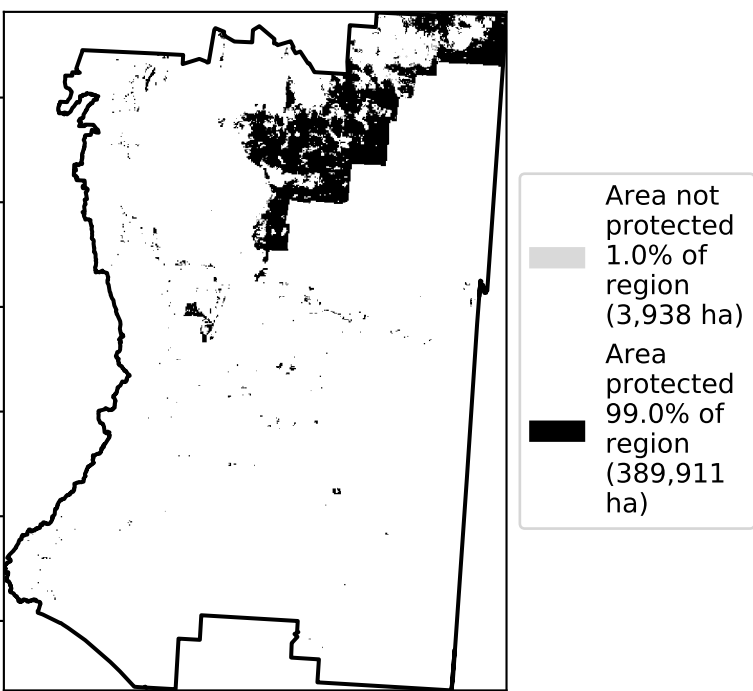 Area not
protected
1.0% of
region
(3,938 ha)
Area
protected
99.0% of
region
(389,911
ha)